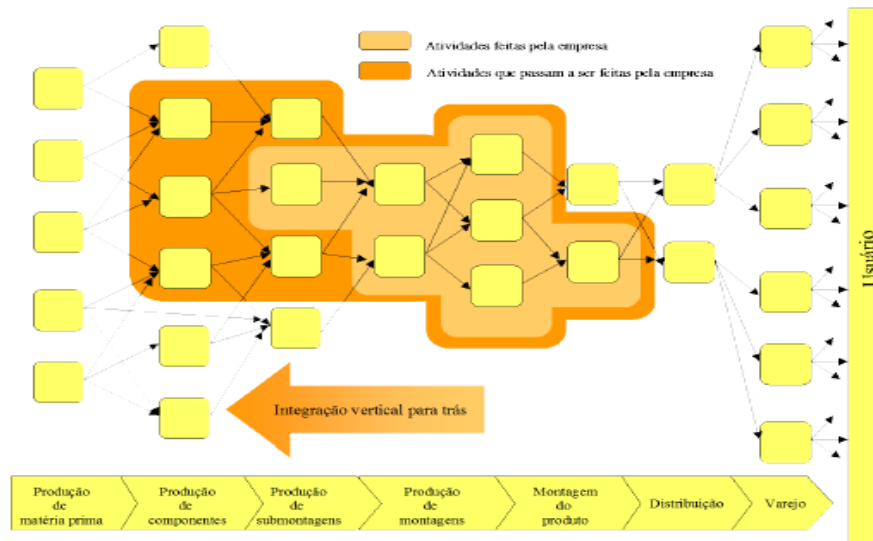 Atividades feitas pela empresa
Atividades que passam a ser feitas pela empresa
Usuário
Integração vertical para trás
Produção
de
matéria prima
Produção
de
componentes
Produção
de
submontagens
Produção
de
montagens
Montagem
do
produto
Distribuição
Varejo